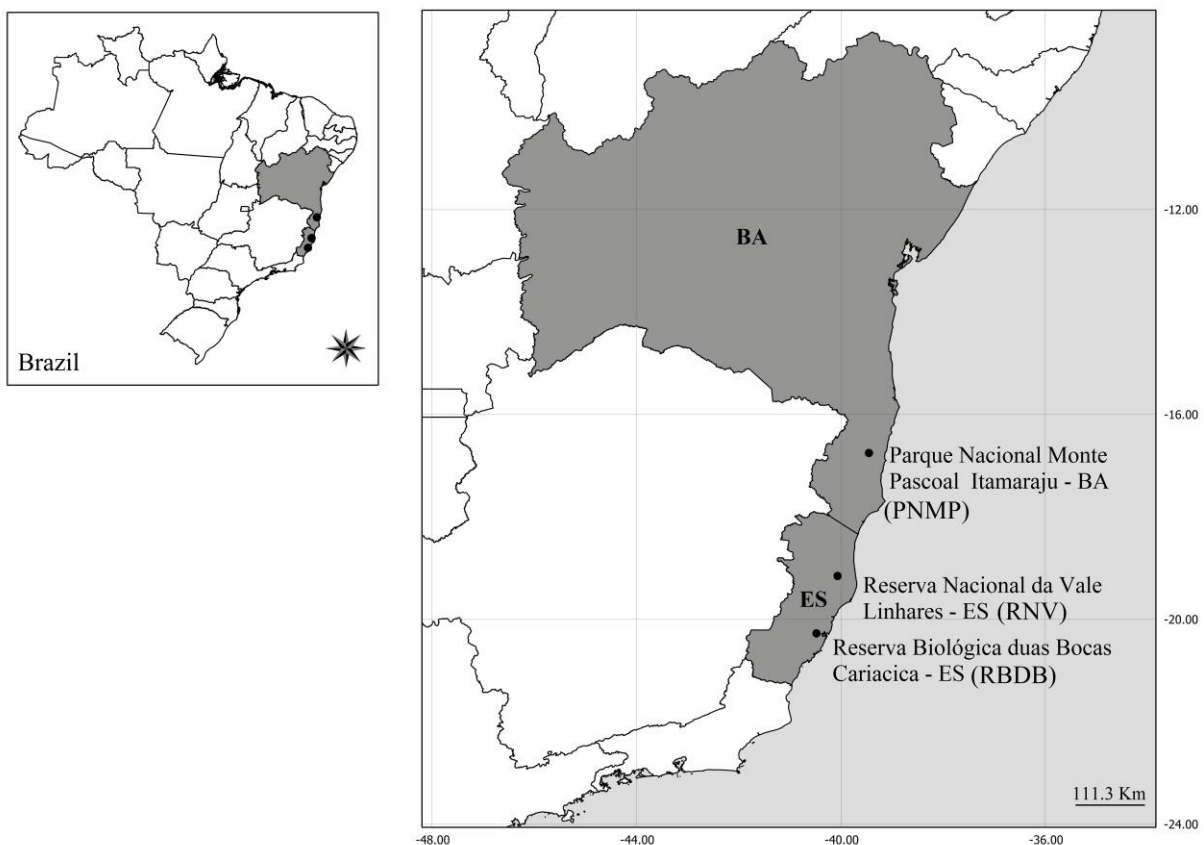 Brazil
BA
ES
Parque Nacional Monte
Pascoal Itamaraju - BA
(PNMP)
Reserva Nacional da Vale
Linhares - ES (RNV)
Reserva Biológica duas Bocas
Cariacica - ES (RBDB)
111.3 Km
-12.00
-16.00
-20.00
-24.00
-48.00
-44.00
-40.00
-36.00